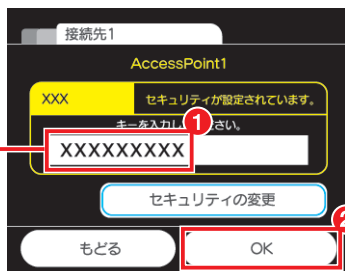 接続先1
AccessPoint1
XXX
セキュリティが設定されています。
キーを入力し
さい。
1
XXXXXXXXX
セキュリティの変更
2
もどる
OK